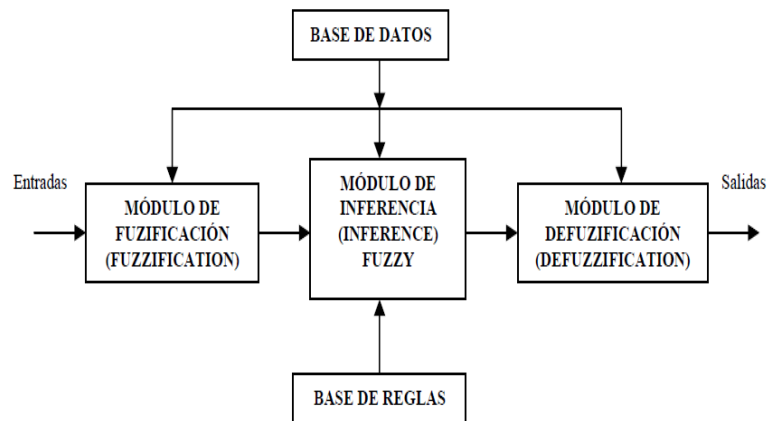 BASE DE DATOS
Entradas
MÓDULO DE
FUZIFICACIÓN
(FUZZIFICATION)
MÓDULO DE
INFERENCIA
(INFERENCE)
FUZZY
MÓDULO DE
DEFUZIFICACIÓN
(DEFUZZIFICATION)
Salidas
BASE DE REGLAS